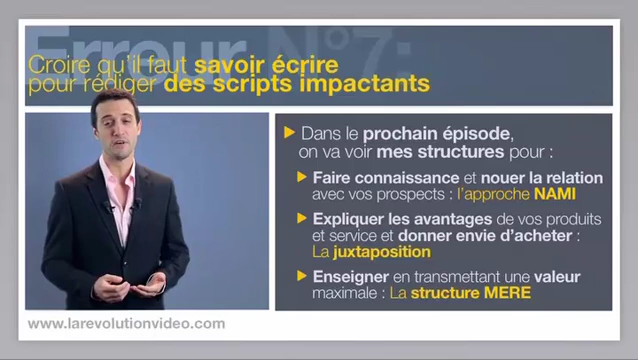 Erreur N°7:
Croire qu'il faut savoir écrire
pour rédiger des scripts impactants
Dans le prochain épisode,
on va voir mes structures pour :
Faire connaissance et nouer la relation
avec vos prospects : l'approche NAMI
Expliquer les avantages de vos produits
et service et donner envie d'acheter :
La juxtaposition
Enseigner en transmettant une valeur
maximale : La structure MERE
www.larevolutionvideo.com